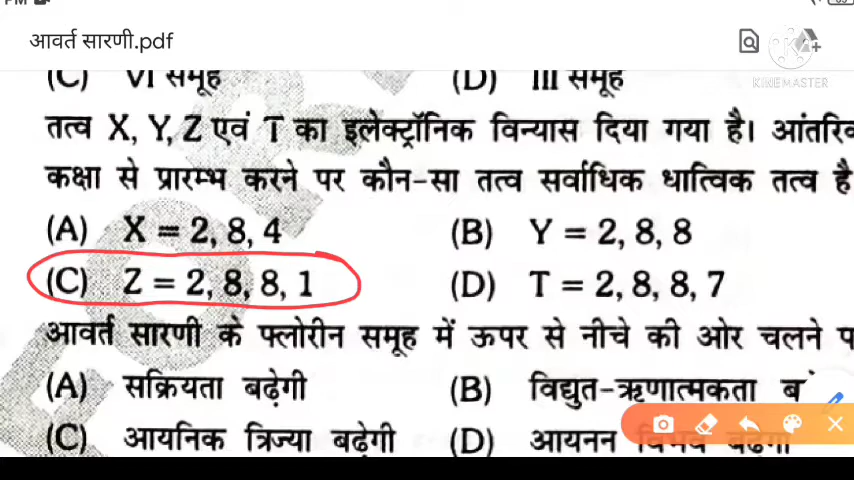 आवर्त सारणी.pdf
KINEMASTER
(C) VI समूह (D) III समूह
तत्व X, Y, Z एवं T का इलेक्ट्रॉनिक विन्यास दिया गया है। आंतरिक
कक्षा से प्रारम्भ करने पर कौन-सा तत्व सर्वाधिक धात्विक तत्व है
(A) X = 2, 8, 4 (B) Y = 2, 8, 8
(C) Z = 2, 8, 8, 1 (D) T = 2, 8, 8, 7
आवर्त सारणी के फ्लोरीन समूह में ऊपर से नीचे की ओर चलने प
(A) सक्रियता बढ़ेगी (B) विद्युत-ऋणात्मकता
(C) आयनिक त्रिज्या बढ़ेगी (D) आयनन